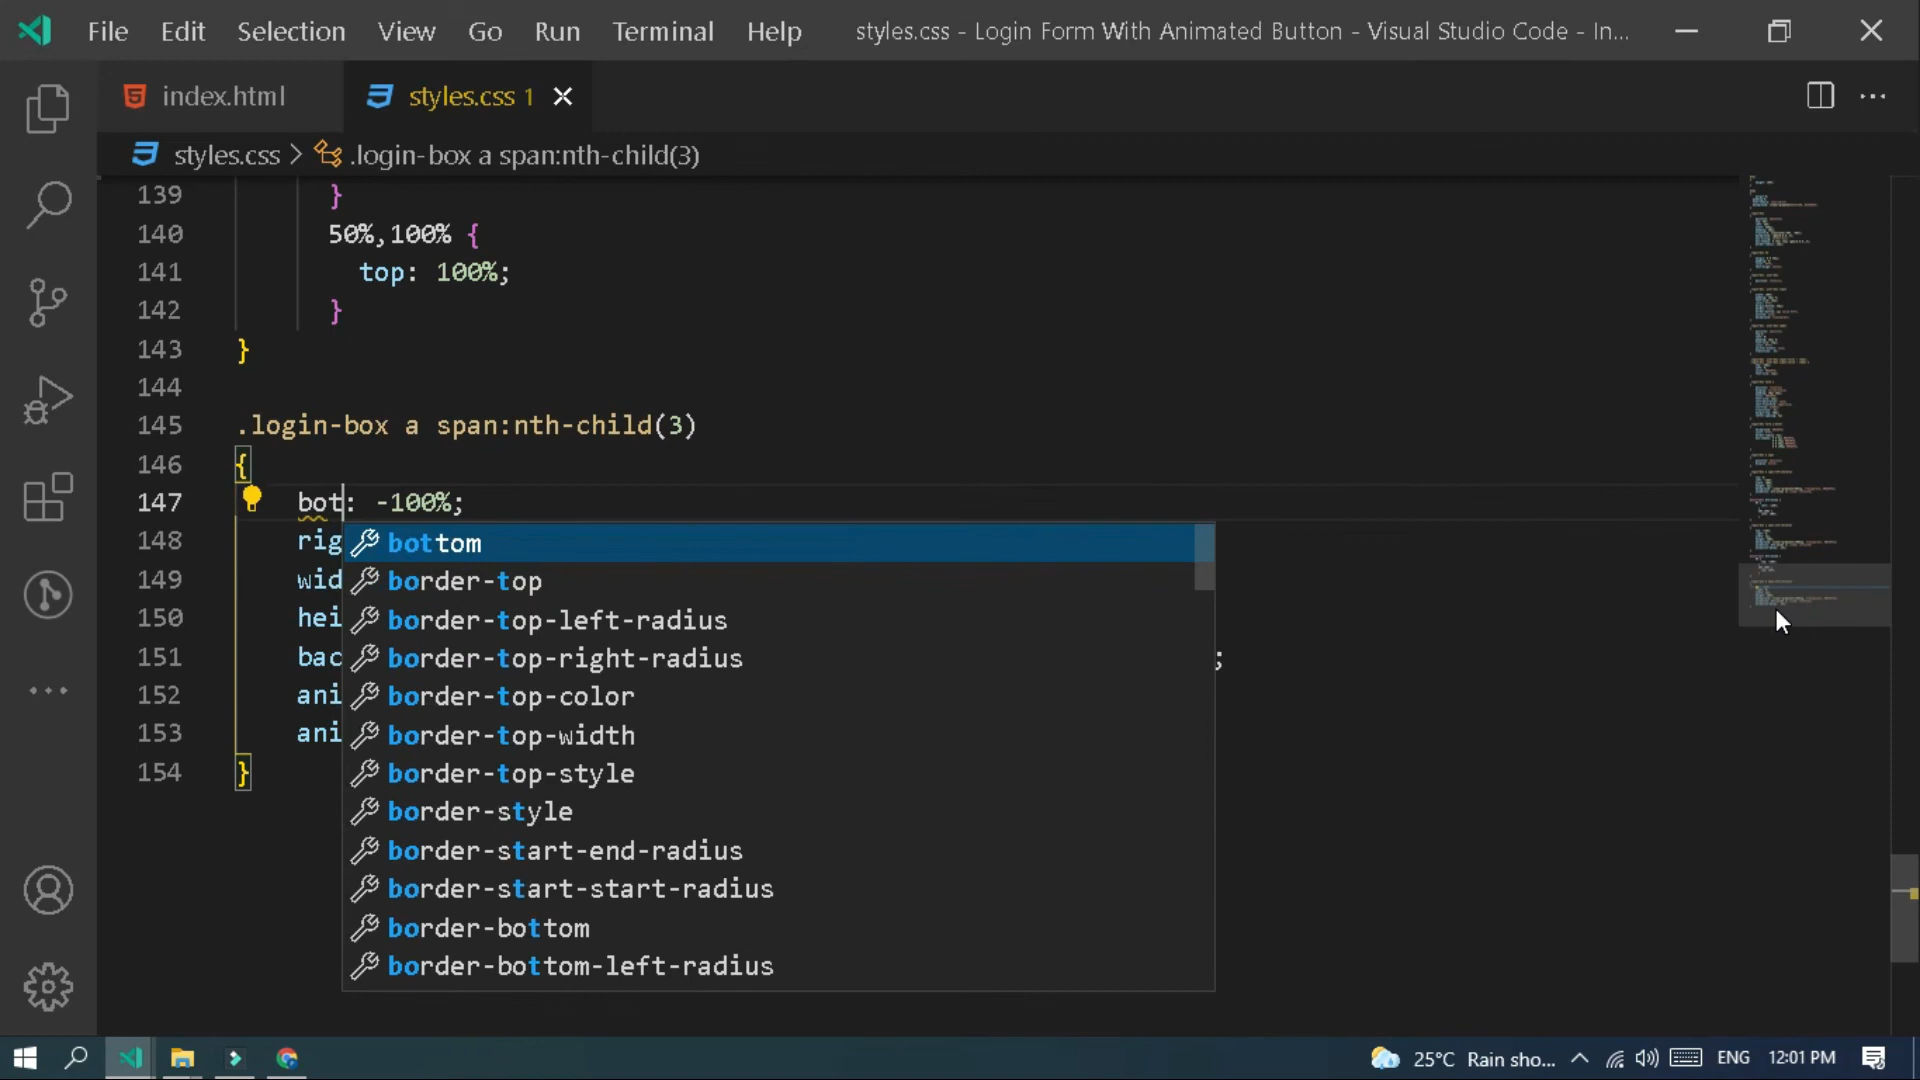 File Edit Selection View Go Run Terminal Help styles.css - Login Form With Animated Button - Visual Studio Code - In...
index.html styles.css 1
styles.css > .login-box a span:nth-child(3)
139 }
140 50%,100% {
141 top: 100%;
142 }
143 }
144
145 .login-box a span:nth-child(3)
146 {
147 bot: -100%;
148 rig
149 wid
150 hei
151 bac ;
152 ani
153 ani
154 }
bottom
border-top
border-top-left-radius
border-top-right-radius
border-top-color
border-top-width
border-top-style
border-style
border-start-end-radius
border-start-start-radius
border-bottom
border-bottom-left-radius
25°C Rain sho... ENG 12:01 PM